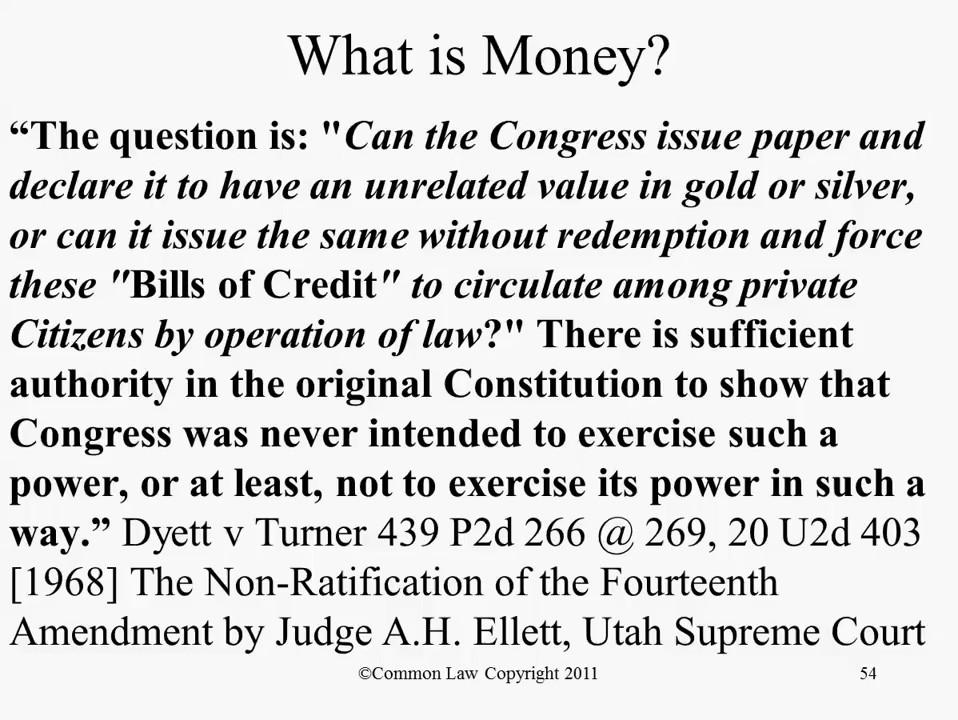 What is Money?
“The question is: "Can the Congress issue paper and
declare it to have an unrelated value in gold or silver,
or can it issue the same without redemption and force
these "Bills of Credit" to circulate among private
Citizens by operation of law?" There is sufficient
authority in the original Constitution to show that
Congress was never intended to exercise such a
power, or at least, not to exercise its power in such a
way.” Dyett v Turner 439 P2d 266 @ 269, 20 U2d 403
[1968] The Non-Ratification of the Fourteenth
Amendment by Judge A.H. Ellett, Utah Supreme Court
©Common Law Copyright 2011
54